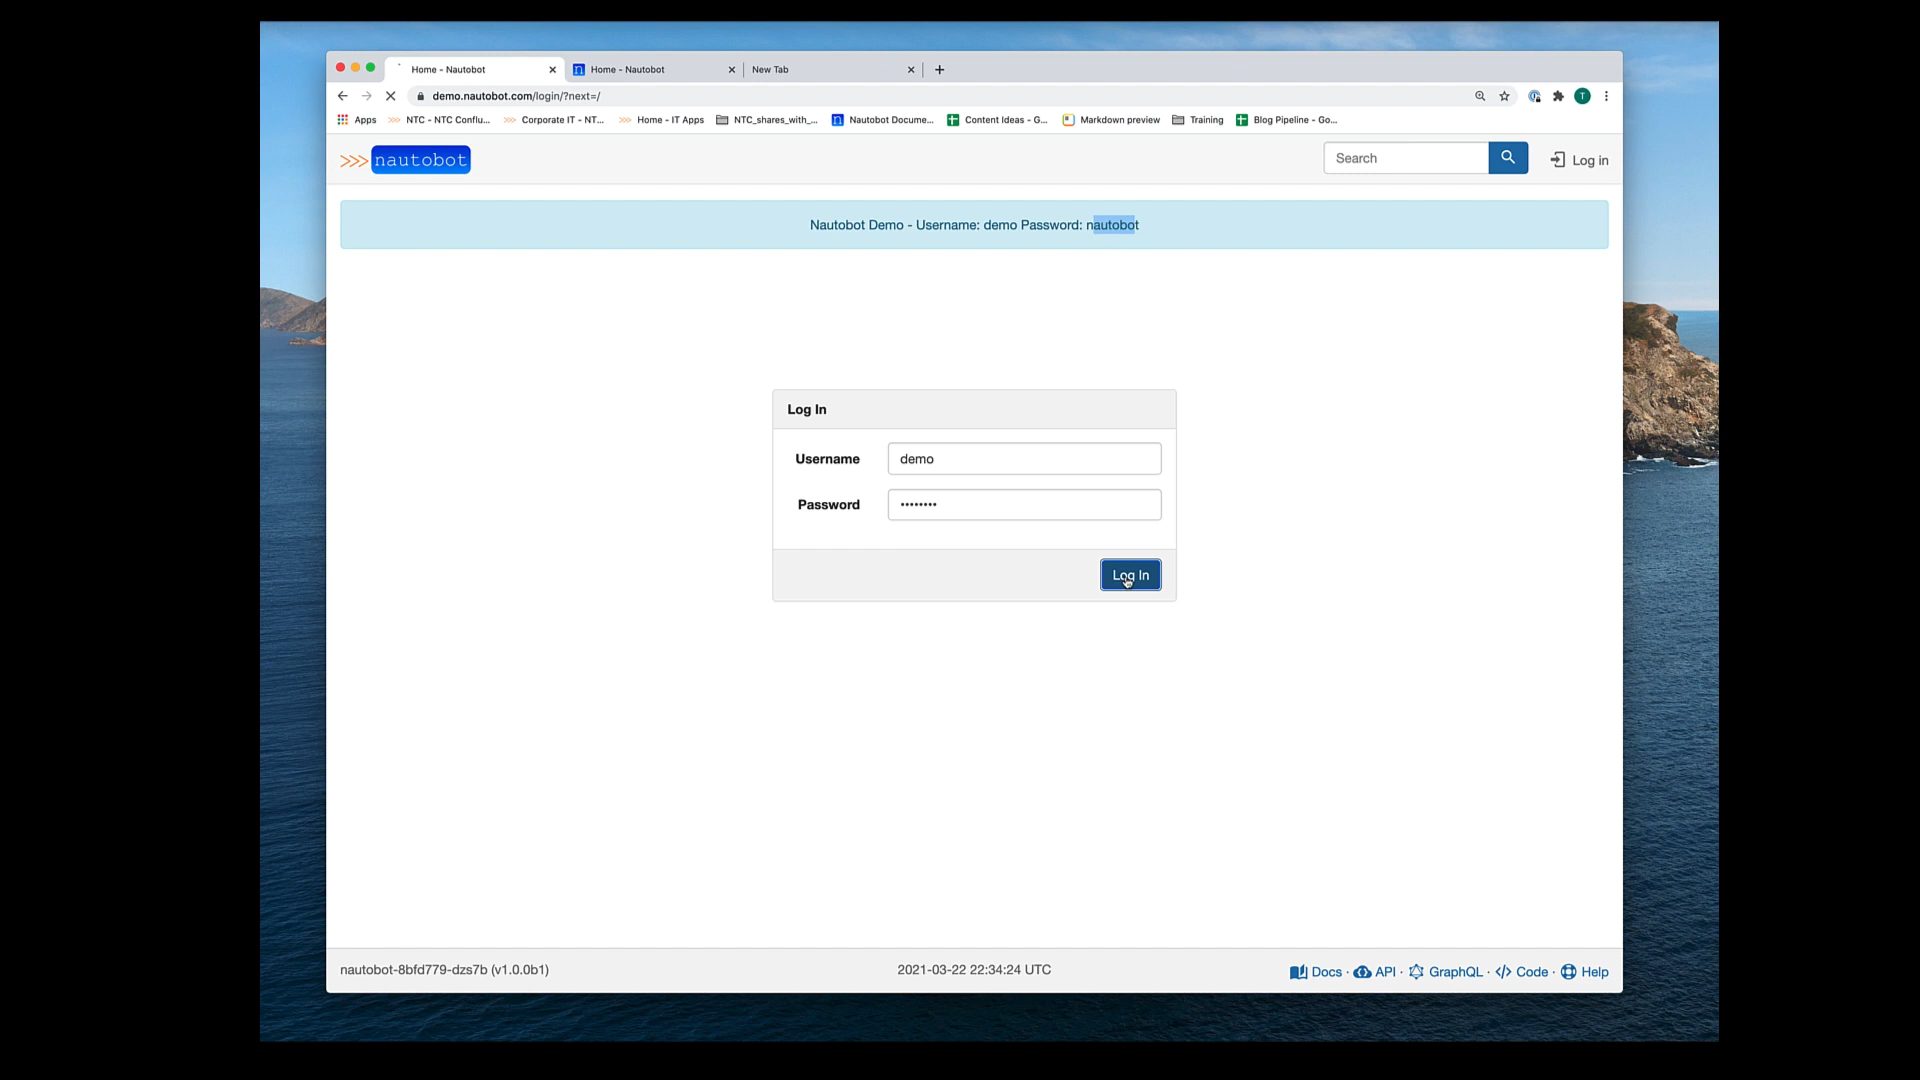 Home - Nautobot
Home - Nautobot
New Tab
demo.nautobot.com/login/?next=/
T
Apps
NTC - NTC Conflu...
Corporate IT - NT...
Home - IT Apps
NTC_shares_with_...
Nautobot Docume...
Content Ideas - G...
Markdown preview
Training
Blog Pipeline - Go...
>>> nautobot
Search
Log in
Nautobot Demo - Username: demo Password: nautobot
Log In
Username
demo
Password
••••••••
Log In
nautobot-8bfd779-dzs7b (v1.0.0b1)
2021-03-22 22:34:24 UTC
Docs · API · GraphQL · </> Code · Help